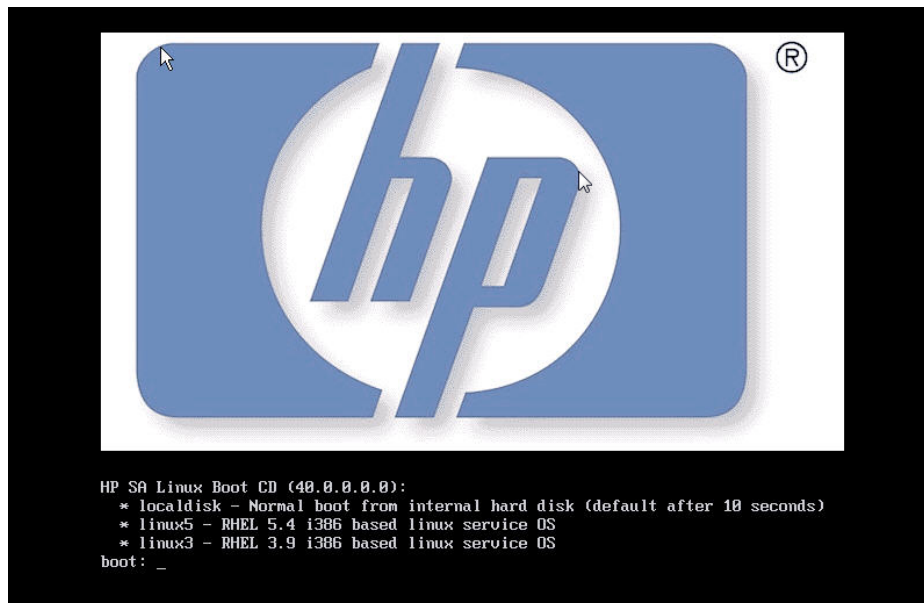 hp ®
HP SA Linux Boot CD (40.0.0.0.0):
* localdisk - Normal boot from internal hard disk (default after 10 seconds)
* linux5 - RHEL 5.4 i386 based linux service OS
* linux3 - RHEL 3.9 i386 based linux service OS
boot: _